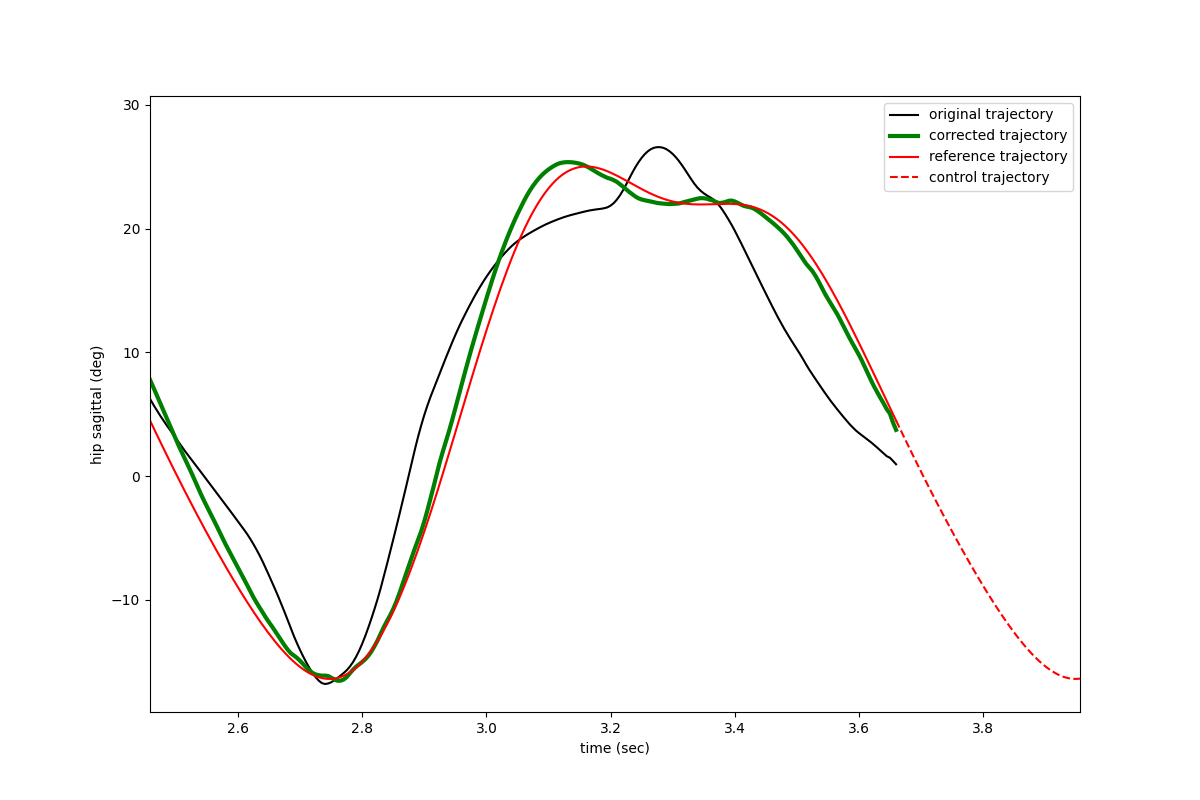 30
20
10
0
−10
hip sagittal (deg)
2.6 2.8 3.0 3.2 3.4 3.6 3.8
time (sec)
original trajectory
corrected trajectory
reference trajectory
control trajectory